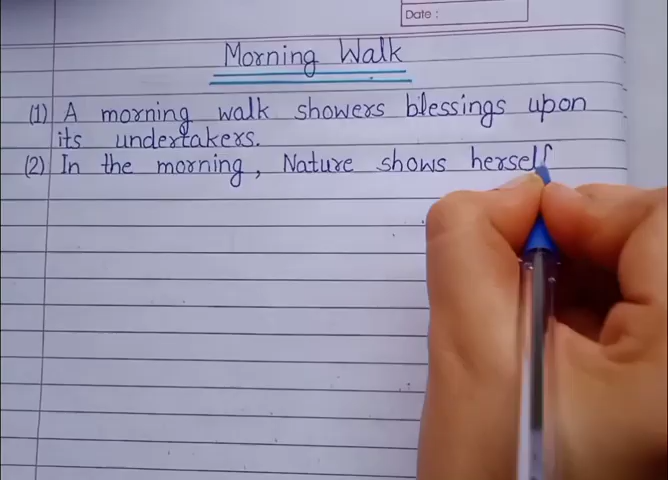 Date :
Morning Walk
(1) A morning walk showers blessings upon
its undertakers.
(2) In the morning, Nature shows herself